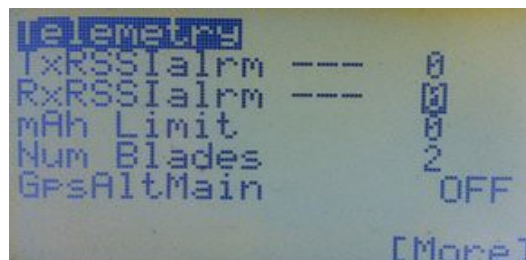 Telemetry
TxRSSIalrm --- 0
RxRSSIalrm --- 0
mAh Limit 0
Num Blades 2
GpsAltMain OFF
[More]